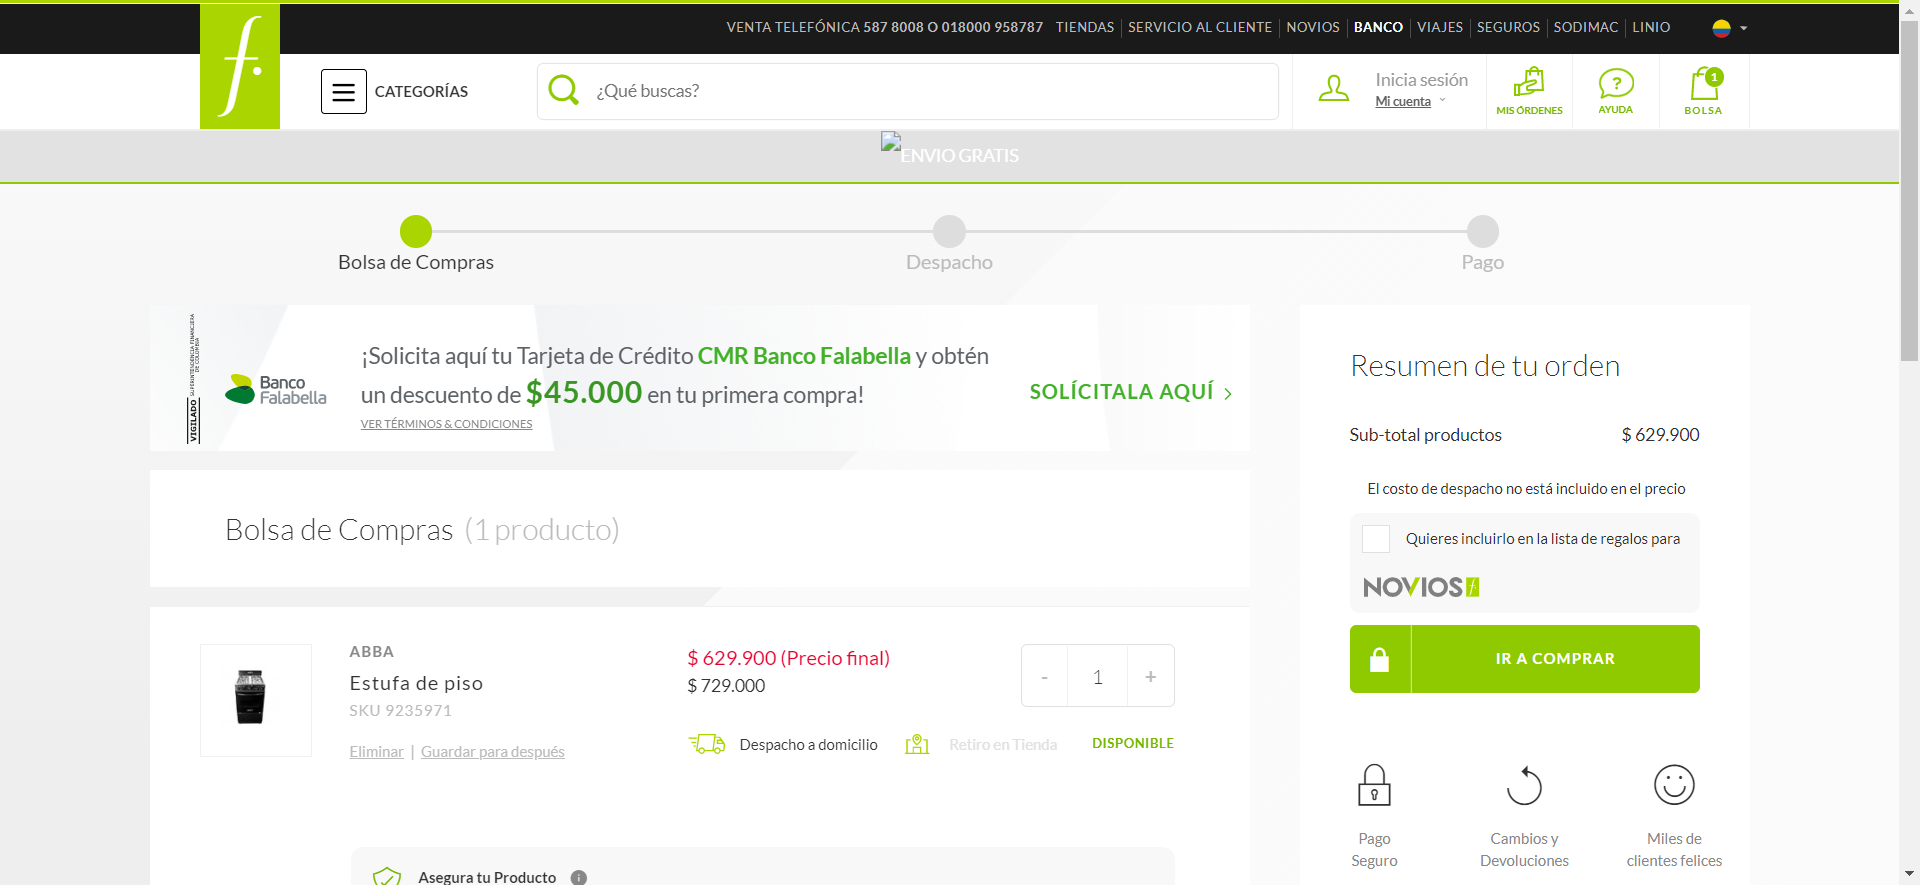 VENTA TELEFÓNICA 587 8008 O 018000 958787 TIENDAS SERVICIO AL CLIENTE NOVIOS BANCO VIAJES SEGUROS SODIMAC LINIO
f.
CATEGORÍAS
¿Qué buscas?
Inicia sesión
Mi cuenta
MIS ÓRDENES
AYUDA
1
BOLSA
ENVIO GRATIS
Bolsa de Compras
Despacho
Pago
VIGILADO SUPERINTENDENCIA FINANCIERA
DE COLOMBIA
Banco
Falabella
¡Solicita aquí tu Tarjeta de Crédito CMR Banco Falabella y obtén
un descuento de $45.000 en tu primera compra!
VER TÉRMINOS & CONDICIONES
SOLÍCITALA AQUÍ
Bolsa de Compras (1 producto)
ABBA
Estufa de piso
SKU 9235971
Eliminar | Guardar para después
$ 629.900 (Precio final)
$ 729.000
- 1 +
Despacho a domicilio
Retiro en Tienda
DISPONIBLE
Asegura tu Producto
Resumen de tu orden
Sub-total productos $ 629.900
El costo de despacho no está incluido en el precio
Quieres incluirlo en la lista de regalos para
NOVIOS f.
IR A COMPRAR
Pago
Seguro
Cambios y
Devoluciones
Miles de
clientes felices